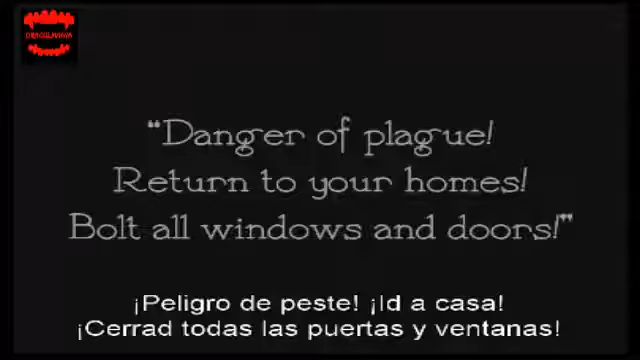 DRACULAVANIA
"Danger of plague!
Return to your homes!
Bolt all windows and doors!"
¡Peligro de peste! ¡Id a casa!
¡Cerrad todas las puertas y ventanas!